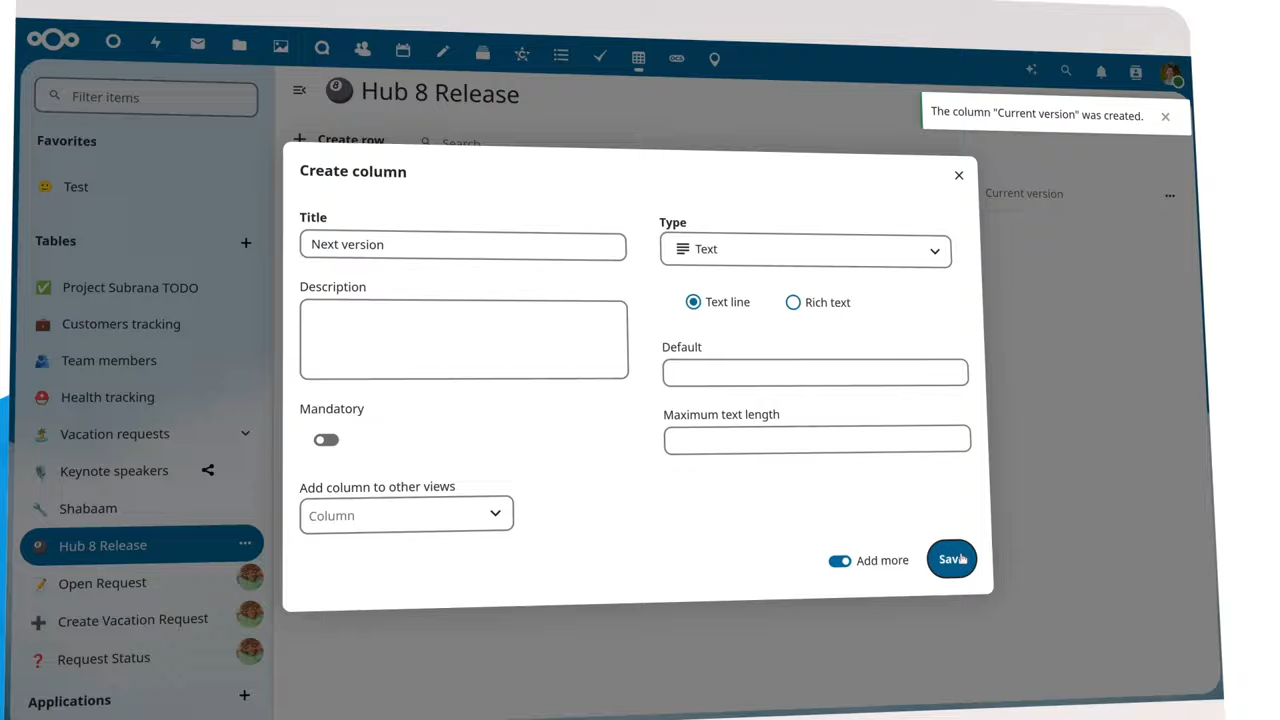 Filter items
Favorites
Test
Tables
Project Subrana TODO
Customers tracking
Team members
Health tracking
Vacation requests
Keynote speakers
Shabaam
Hub 8 Release
Open Request
Create Vacation Request
Request Status
Applications
Hub 8 Release
Create row
Search
The column "Current version" was created.
Current version
Create column
Title
Next version
Description
Mandatory
Add column to other views
Column
Type
Text
Text line
Rich text
Default
Maximum text length
Add more
Save